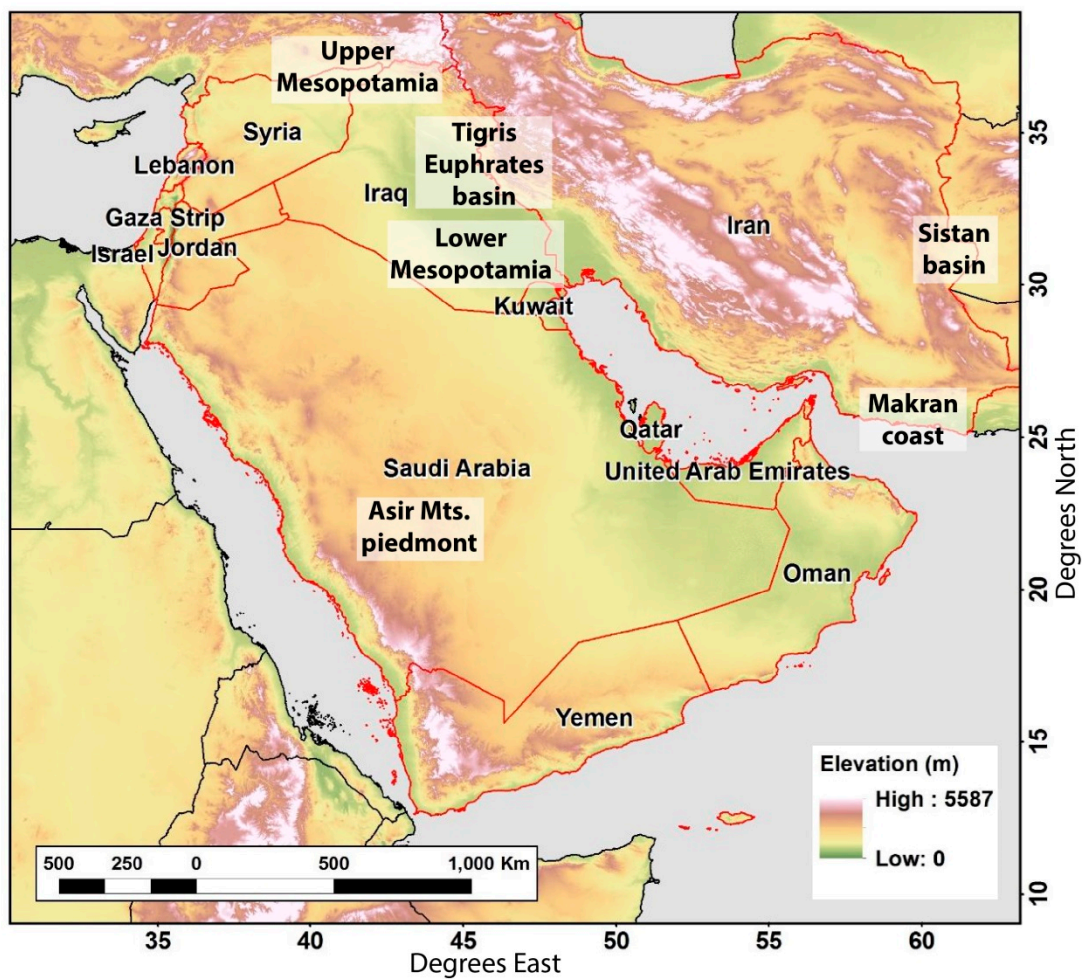 Upper
Mesopotamia
Syria
Tigris
Euphrates
basin
Lebanon
Iraq
Gaza Strip
Israel
Jordan
Iran
Sistan
basin
Lower
Mesopotamia
Kuwait
Makran
coast
Qatar
Saudi Arabia
United Arab Emirates
Asir Mts.
piedmont
Oman
Yemen
Elevation (m)
High : 5587
Low: 0
500 250 0 500 1,000 Km
35
30
25
20
15
10
Degrees North
35 40 45 50 55 60
Degrees East